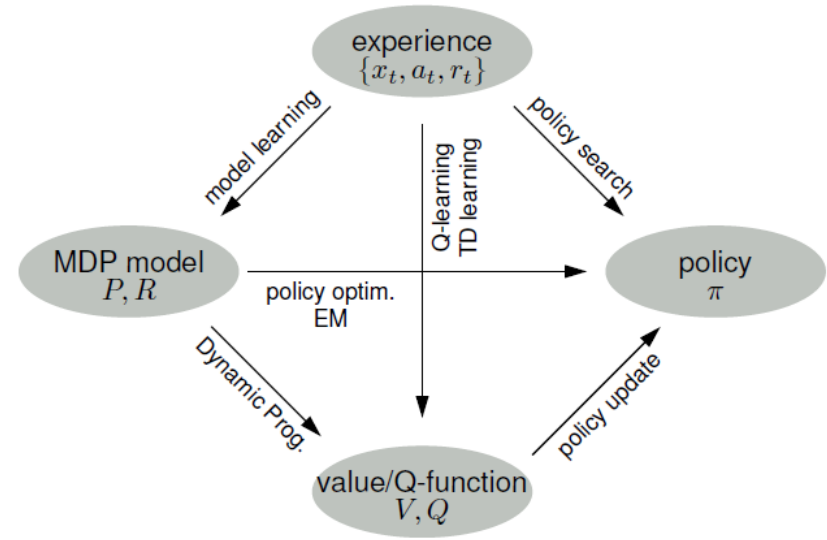 experience
{x_t, a_t, r_t}
model learning
policy search
Q-learning
TD learning
MDP model
P, R
policy optim.
EM
policy
π
Dynamic Prog.
policy update
value/Q-function
V, Q